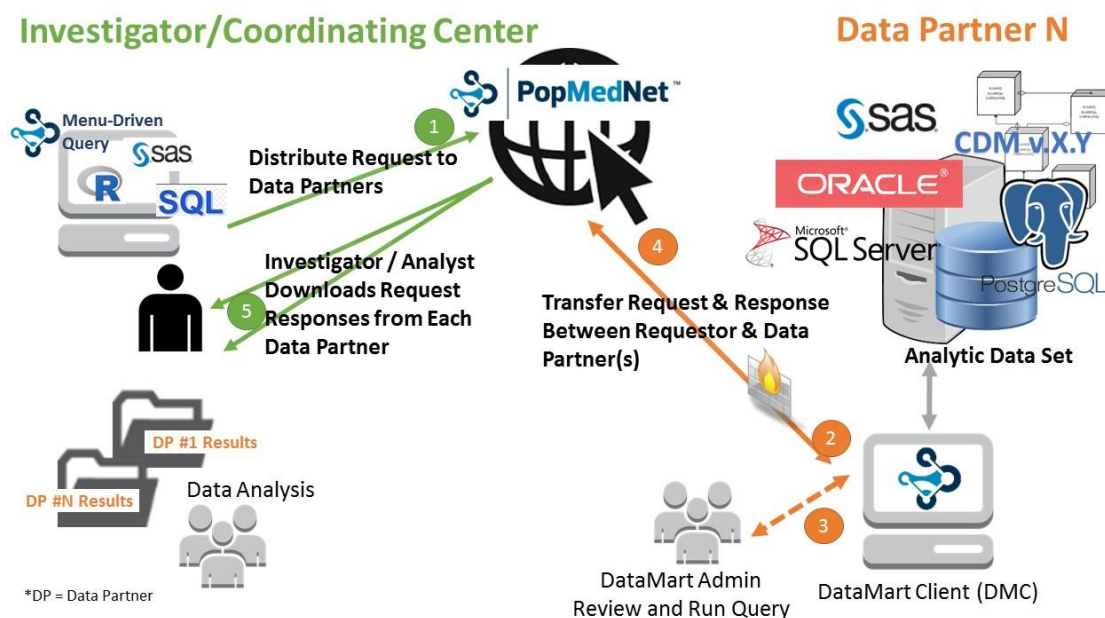 Investigator/Coordinating Center
Data Partner N
PopMedNet™
Menu-Driven
Query
sas
R
SQL
1
Distribute Request to
Data Partners
Investigator / Analyst
Downloads Request
Responses from Each
Data Partner
5
4
Transfer Request & Response
Between Requestor & Data
Partner(s)
sas
CDM v.X.Y
ORACLE®
Microsoft®
SQL Server
PostgreSQL
Analytic Data Set
DP #1 Results
DP #N Results
Data Analysis
2
3
DataMart Admin
Review and Run Query
DataMart Client (DMC)
*DP = Data Partner